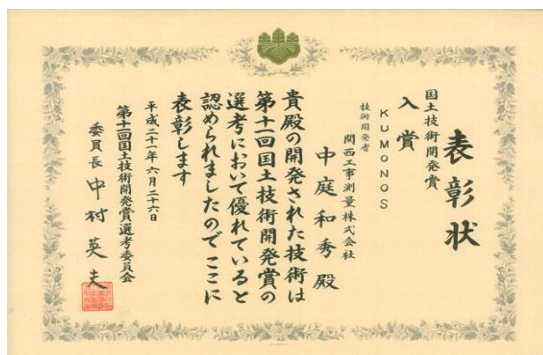 表彰状
国土技術開発賞
入賞
KUMONOS
技術開発者
関西工事測量株式会社
中庭和秀殿
貴殿の開発された技術は
第十一回国土技術開発賞の
選考において優れていると
認められましたのでここに
表彰します
平成二十一年六月二十六日
第十一回国土技術開発賞選考委員会
委員長 中村英夫